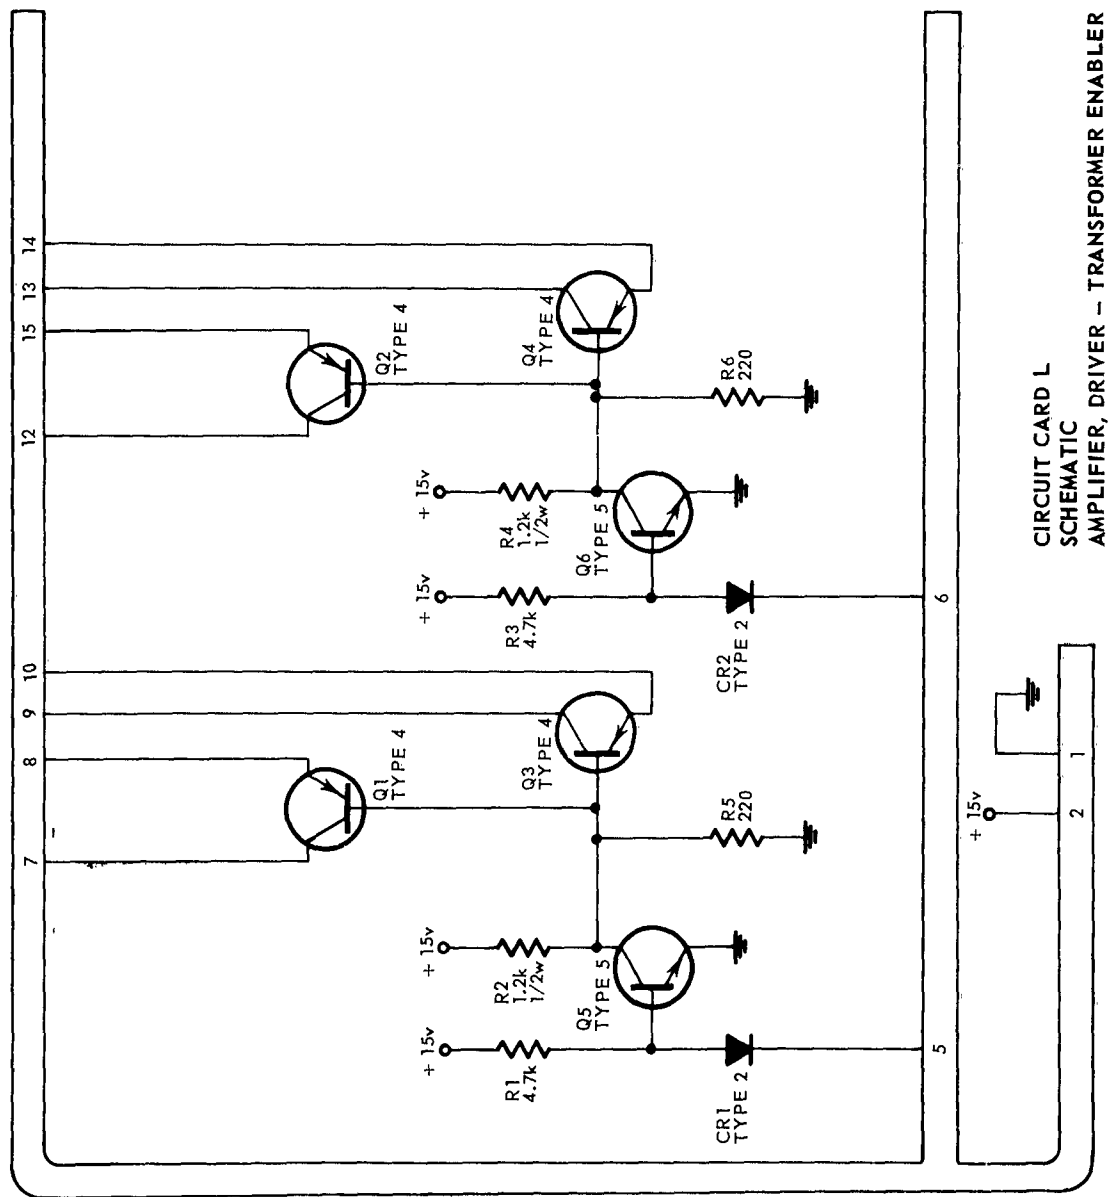 7
8
9
10
12
15
13
14
Q1
TYPE 4
Q2
TYPE 4
+ 15v
+ 15v
+ 15v
+ 15v
R1
4.7k
R2
1.2k
1/2w
Q3
TYPE 4
R3
4.7k
R4
1.2k
1/2w
Q4
TYPE 4
Q5
TYPE 5
Q6
TYPE 5
CR1
TYPE 2
R5
220
CR2
TYPE 2
R6
220
5
6
+ 15v
2
1
CIRCUIT CARD L
SCHEMATIC
AMPLIFIER, DRIVER – TRANSFORMER ENABLER